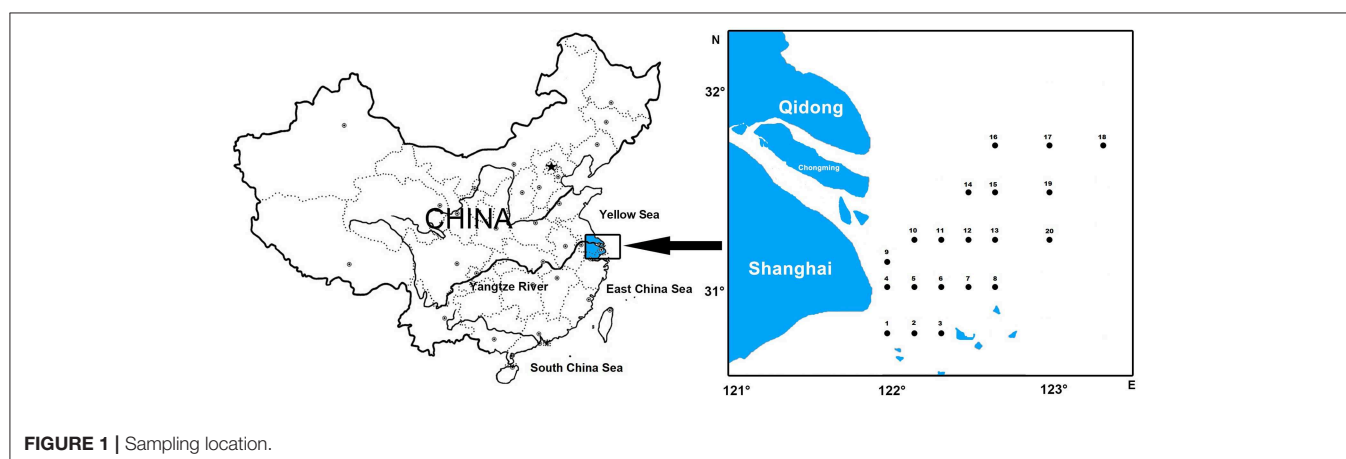 CHINA
Yellow Sea
Yangtze River
East China Sea
South China Sea
N
32°
31°
Qidong
Chongming
Shanghai
16 17 18
14 15 19
10 11 12 13 20
9
4 5 6 7 8
1 2 3
121° 122° 123° E
FIGURE 1 | Sampling location.